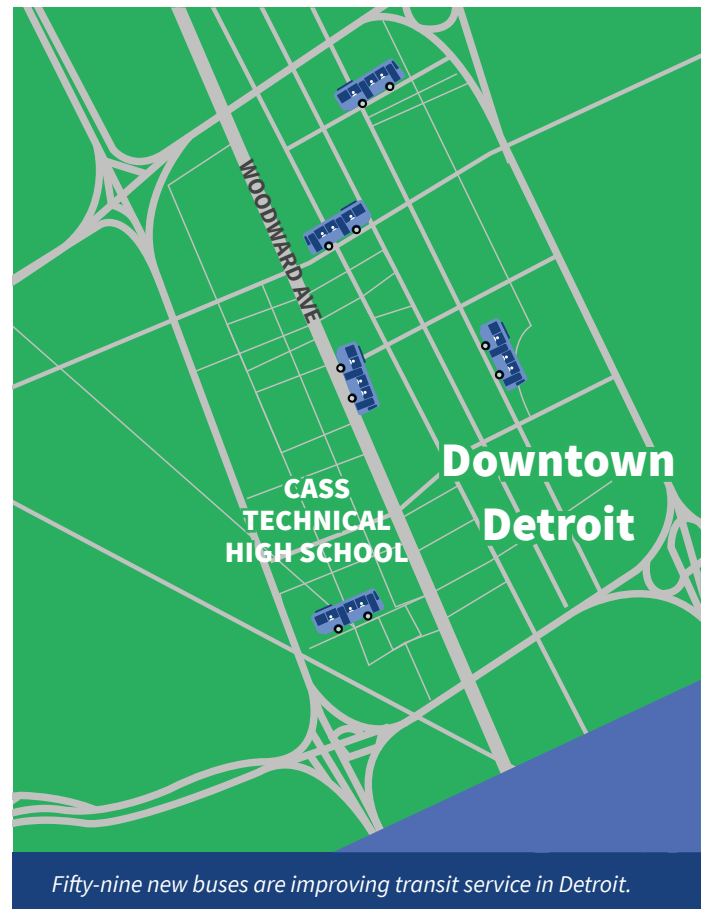 WOODWARD AVE
Downtown
Detroit
CASS
TECHNICAL
HIGH SCHOOL
Fifty-nine new buses are improving transit service in Detroit.